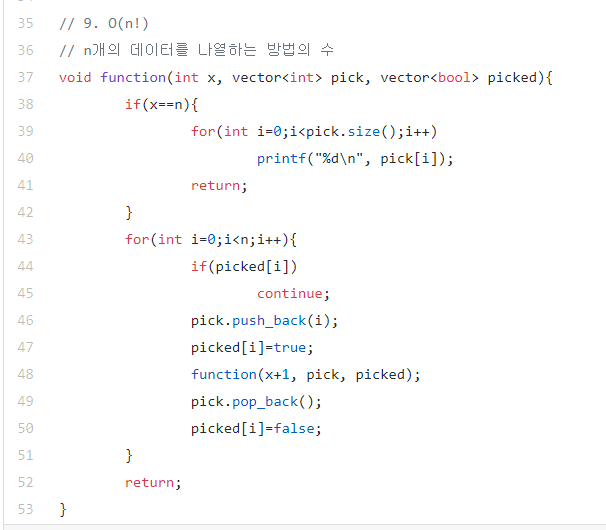 35 // 9. O(n!)
36 // n개의 데이터를 나열하는 방법의 수
37 void function(int x, vector<int> pick, vector<bool> picked){
38 if(x==n){
39 for(int i=0;i<pick.size();i++)
40 printf("%d\n", pick[i]);
41 return;
42 }
43 for(int i=0;i<n;i++){
44 if(picked[i])
45 continue;
46 pick.push_back(i);
47 picked[i]=true;
48 function(x+1, pick, picked);
49 pick.pop_back();
50 picked[i]=false;
51 }
52 return;
53 }